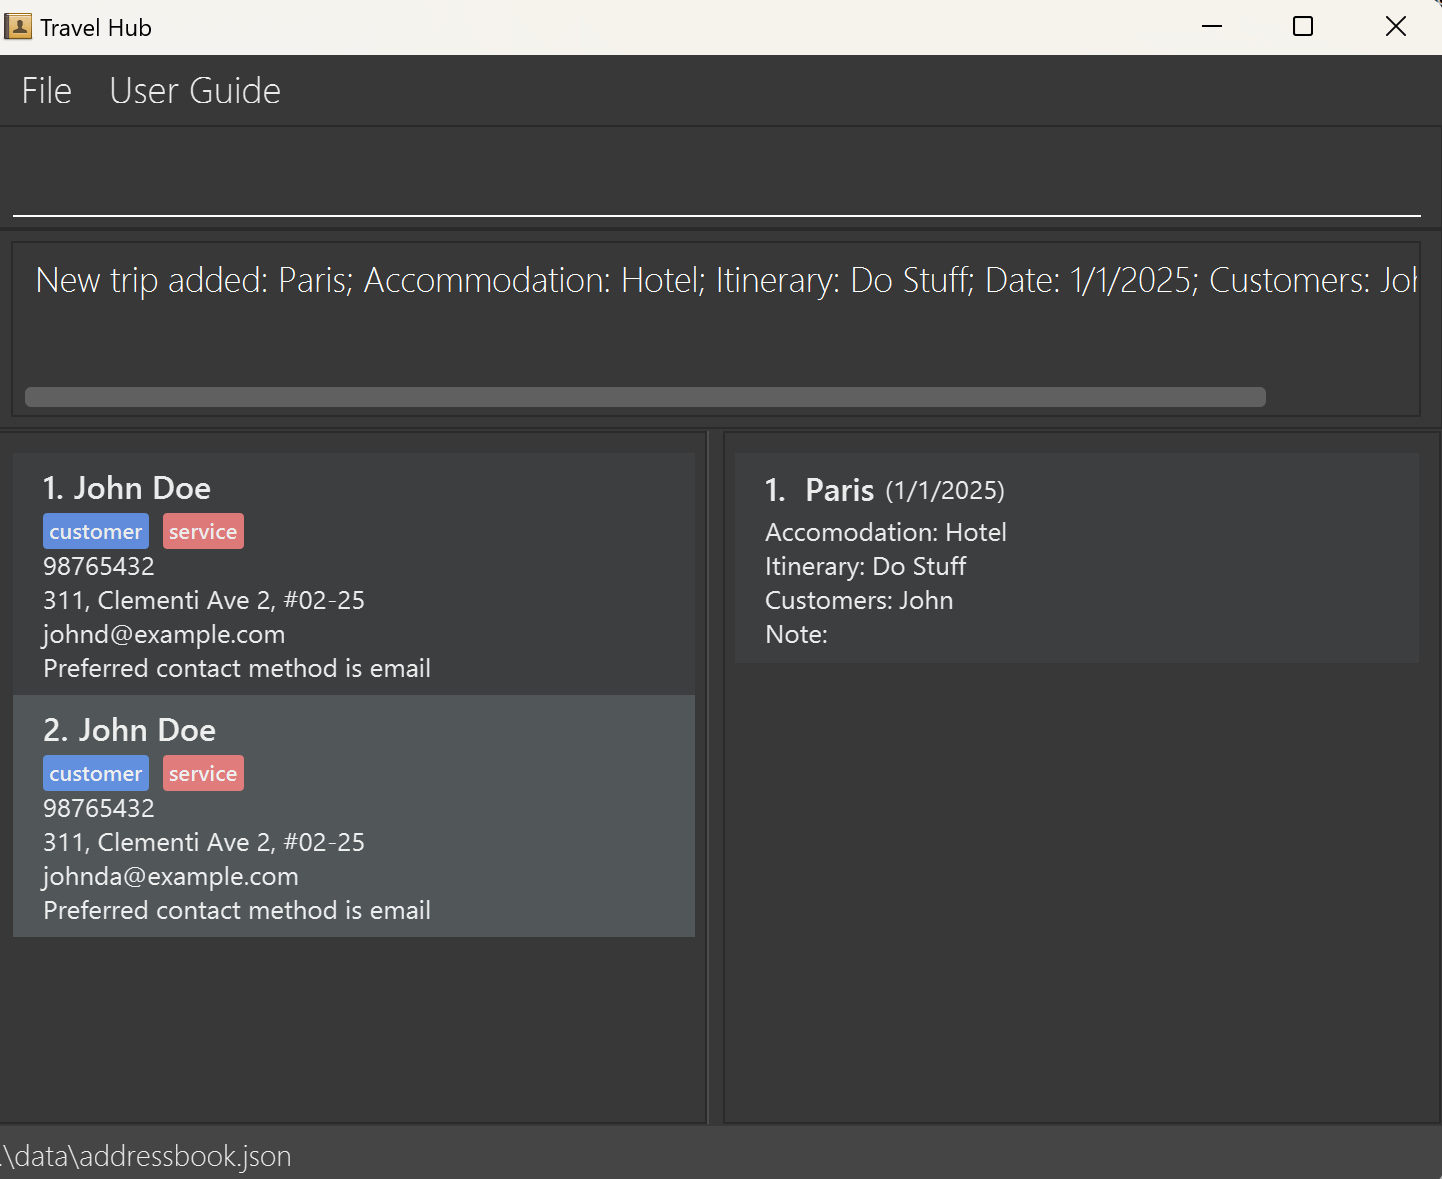 Travel Hub
File User Guide
New trip added: Paris; Accommodation: Hotel; Itinerary: Do Stuff; Date: 1/1/2025; Customers: Joh
1. John Doe
customer service
98765432
311, Clementi Ave 2, #02-25
johnd@example.com
Preferred contact method is email
2. John Doe
customer service
98765432
311, Clementi Ave 2, #02-25
johnda@example.com
Preferred contact method is email
1. Paris (1/1/2025)
Accomodation: Hotel
Itinerary: Do Stuff
Customers: John
Note:
.\data\addressbook.json